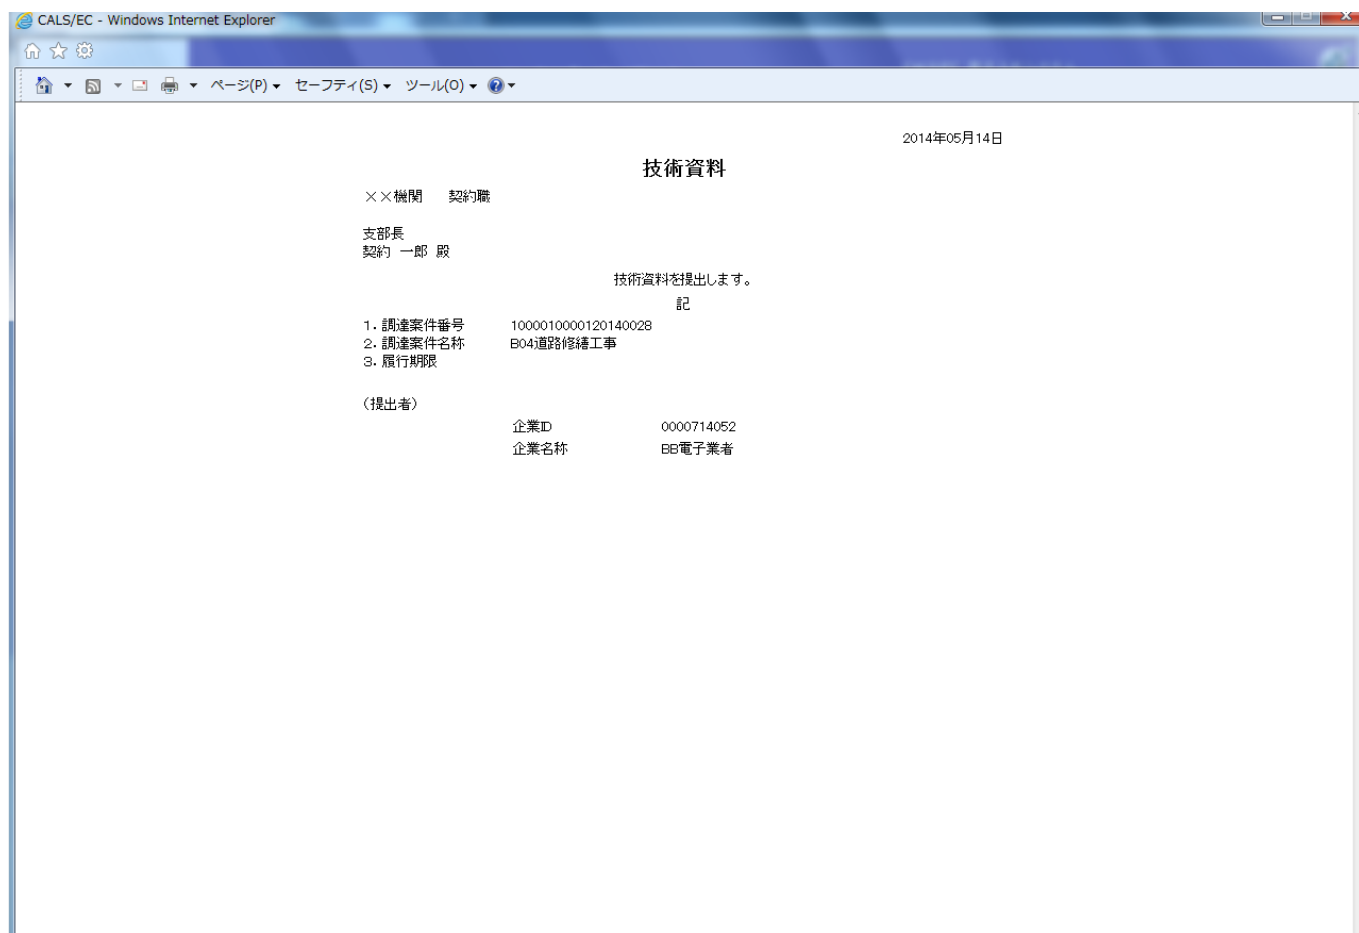 CALS/EC - Windows Internet Explorer
ページ(P) セーフティ(S) ツール(O)
2014年05月14日
技術資料
××機関 契約職
支部長
契約 一郎 殿
技術資料を提出します。
記
1．調達案件番号 1000010000120140028
2．調達案件名称 B04道路修繕工事
3．履行期限
（提出者）
企業ID 0000714052
企業名称 BB電子業者